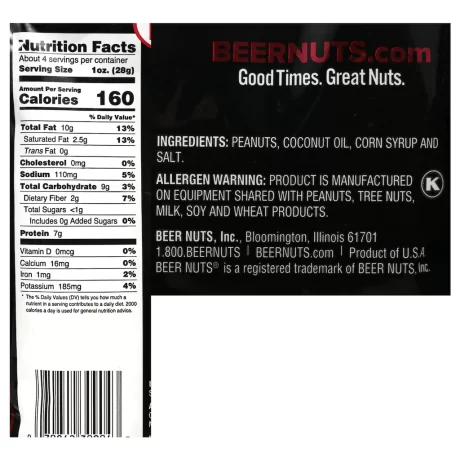 Nutrition Facts
About 4 servings per container
Serving Size 1oz. (28g)
Amount Per Serving
Calories 160
% Daily Value*
Total Fat 10g 13%
Saturated Fat 2.5g 13%
Trans Fat 0g
Cholesterol 0mg 0%
Sodium 110mg 5%
Total Carbohydrate 9g 3%
Dietary Fiber 2g 7%
Total Sugars <1g
Includes 0g Added Sugars 0%
Protein 7g
Vitamin D 0mcg 0%
Calcium 16mg 0%
Iron 1mg 2%
Potassium 185mg 4%
* The % Daily Values (DV) tells you how much a
nutrient in a serving contributes to a daily diet. 2000
calories a day is used for general nutrition advice.
BEERNUTS.com
Good Times. Great Nuts.
INGREDIENTS: PEANUTS, COCONUT OIL, CORN SYRUP AND
SALT.
ALLERGEN WARNING: PRODUCT IS MANUFACTURED
ON EQUIPMENT SHARED WITH PEANUTS, TREE NUTS,
MILK, SOY AND WHEAT PRODUCTS.
K
BEER NUTS, Inc., Bloomington, Illinois 61701
1.800.BEERNUTS | BEERNUTS.com | Product of U.S.A
BEER NUTS® is a registered trademark of BEER NUTS, Inc.